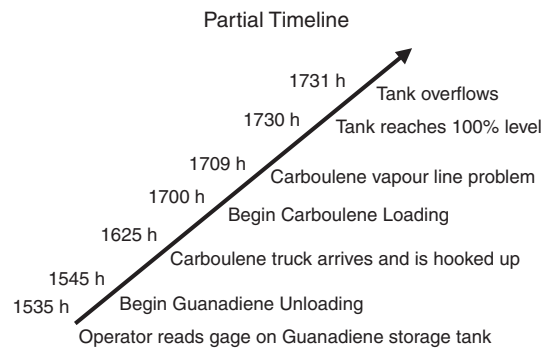 Partial Timeline
1731 h
Tank overflows
1730 h
Tank reaches 100% level
1709 h
Carboulene vapour line problem
1700 h
Begin Carboulene Loading
1625 h
Carboulene truck arrives and is hooked up
1545 h
Begin Guanadiene Unloading
1535 h
Operator reads gage on Guanadiene storage tank